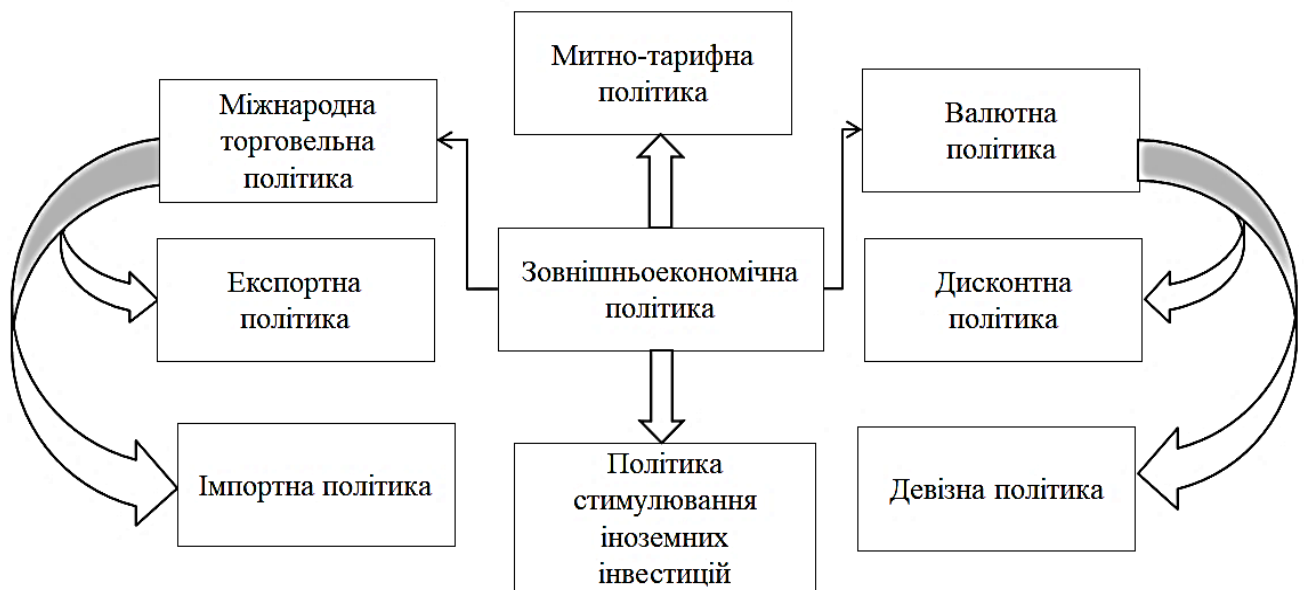 Митно-тарифна
політика
Міжнародна
торговельна
політика
Валютна
політика
Експортна
політика
Зовнішньоекономічна
політика
Дисконтна
політика
Імпортна політика
Політика
стимулювання
іноземних
інвестицій
Девізна політика